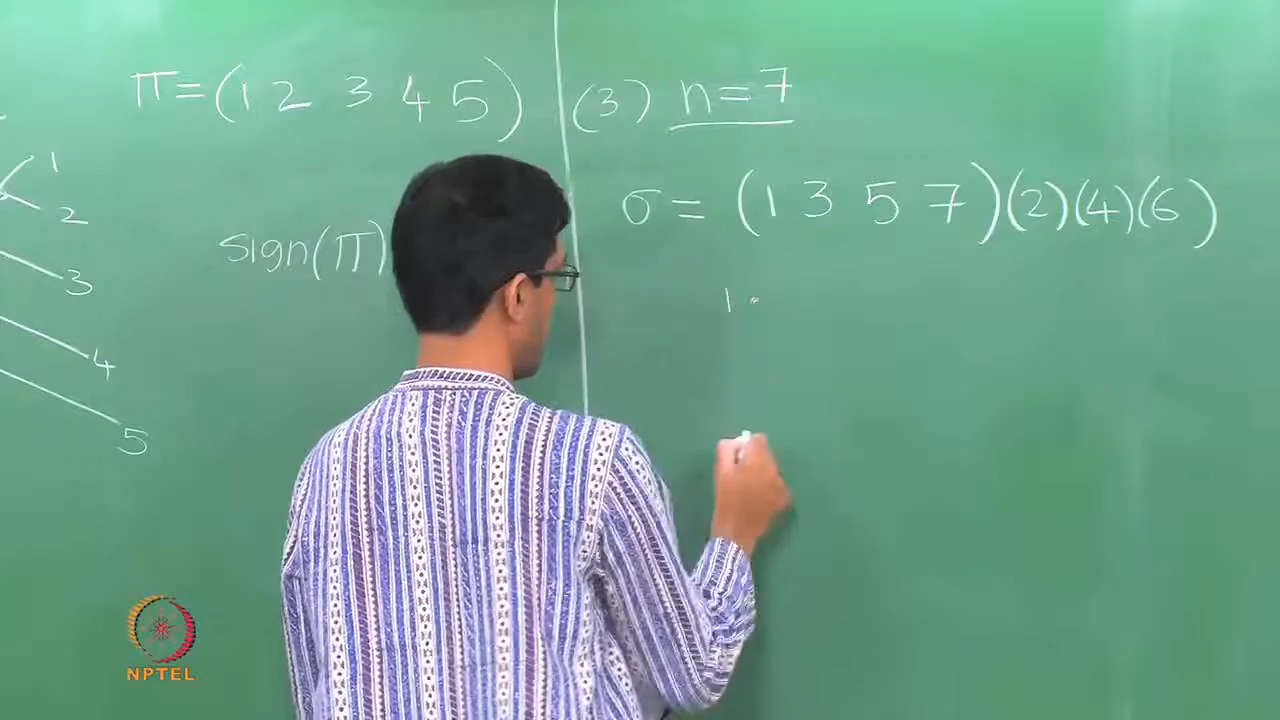 π = (1 2 3 4 5)
1
2
3
4
5
sign(π)
(3) n = 7
σ = (1 3 5 7)(2)(4)(6)
1
NPTEL